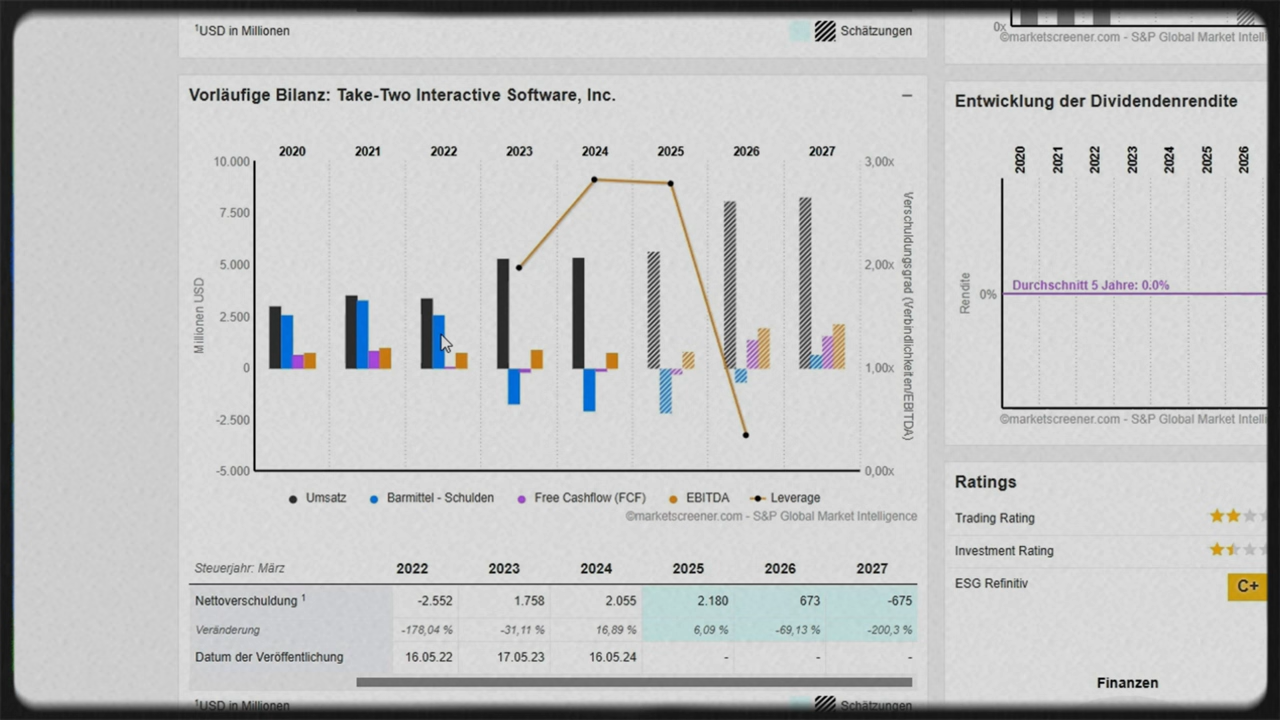 ¹USD in Millionen
Schätzungen
Vorläufige Bilanz: Take-Two Interactive Software, Inc.
2020 2021 2022 2023 2024 2025 2026 2027
10.000
7.500
5.000
2.500
0
-2.500
-5.000
Millionen USD
3,00x
2,00x
1,00x
0,00x
Verschuldungsgrad (Verbindlichkeiten/EBITDA)
Umsatz Barmittel - Schulden Free Cashflow (FCF) EBITDA Leverage
©marketscreener.com - S&P Global Market Intelligence
Steuerjahr: März 2022 2023 2024 2025 2026 2027
Nettoverschuldung ¹ -2.552 1.758 2.055 2.180 673 -675
Veränderung -178,04 % -31,11 % 16,89 % 6,09 % -69,13 % -200,3 %
Datum der Veröffentlichung 16.05.22 17.05.23 16.05.24 - - -
¹USD in Millionen
Schätzungen
0x
©marketscreener.com - S&P Global Market Intelli
Entwicklung der Dividendenrendite
2020 2021 2022 2023 2024 2025 2026
Rendite
0%
Durchschnitt 5 Jahre: 0.0%
©marketscreener.com - S&P Global Market Intelli
Ratings
Trading Rating
Investment Rating
ESG Refinitiv C+
Finanzen